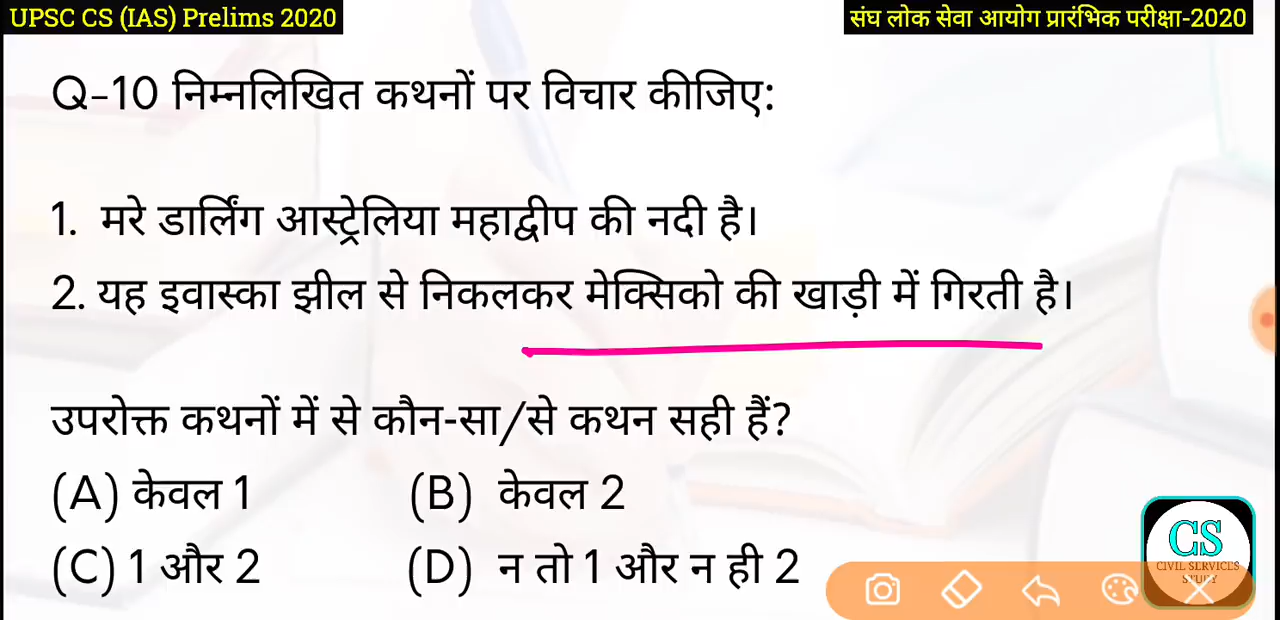 UPSC CS (IAS) Prelims 2020
संघ लोक सेवा आयोग प्रारंभिक परीक्षा-2020
Q-10 निम्नलिखित कथनों पर विचार कीजिए:
1. मरे डार्लिंग आस्ट्रेलिया महाद्वीप की नदी है।
2. यह इवास्का झील से निकलकर मेक्सिको की खाड़ी में गिरती है।
उपरोक्त कथनों में से कौन-सा/से कथन सही हैं?
(A) केवल 1 (B) केवल 2
(C) 1 और 2 (D) न तो 1 और न ही 2
CS
CIVIL SERVICES
STUDY